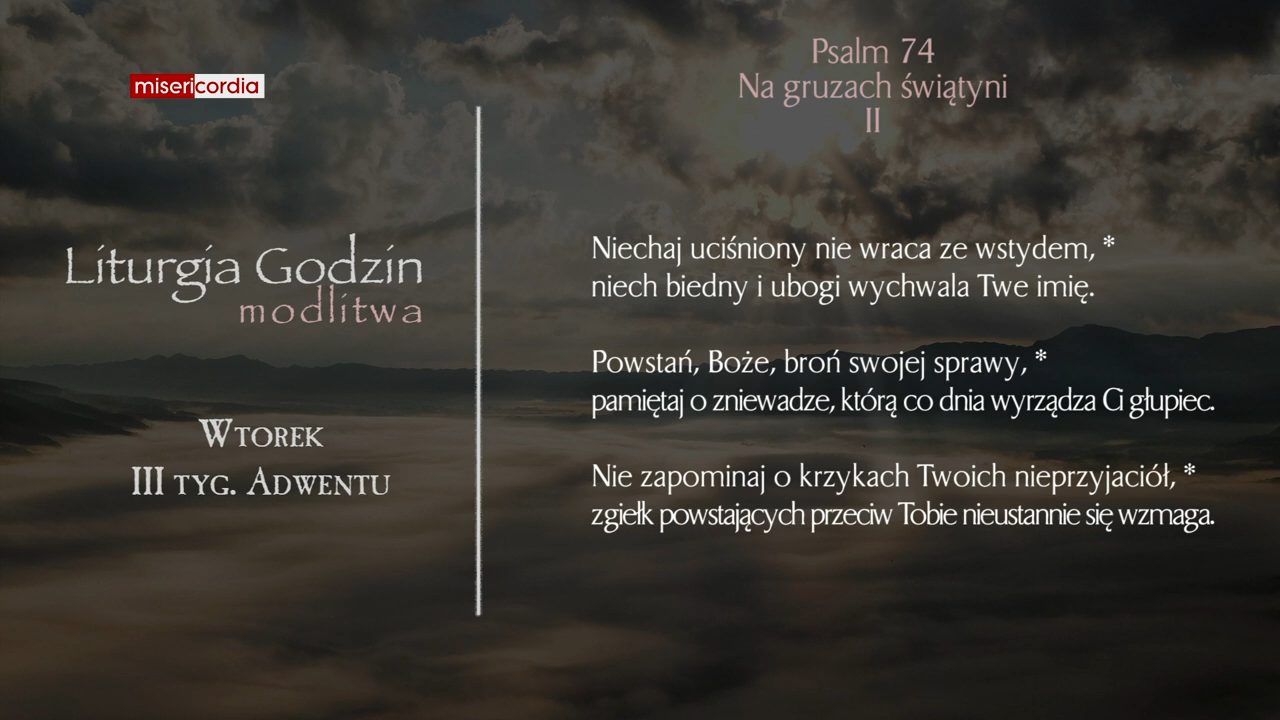 misericordia
Liturgia Godzin
modlitwa
Wtorek
III tyg. Adwentu
Psalm 74
Na gruzach świątyni
II
Niechaj uciśniony nie wraca ze wstydem, *
niech biedny i ubogi wychwala Twe imię.
Powstań, Boże, broń swojej sprawy, *
pamiętaj o zniewadze, którą co dnia wyrządza Ci głupiec.
Nie zapominaj o krzykach Twoich nieprzyjaciół, *
zgiełk powstających przeciw Tobie nieustannie się wzmaga.